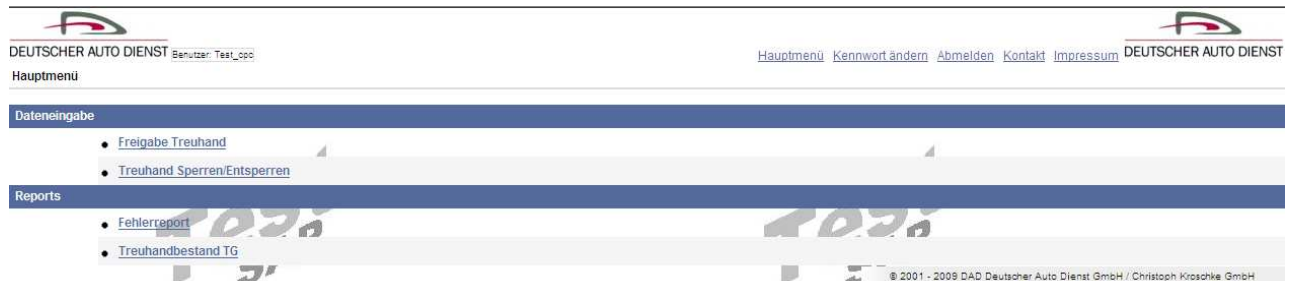 DEUTSCHER AUTO DIENST Benutzer: Test_cpc
Hauptmenü Kennwort ändern Abmelden Kontakt Impressum DEUTSCHER AUTO DIENST
Hauptmenü
Dateneingabe
Freigabe Treuhand
Treuhand Sperren/Entsperren
Reports
Fehlerreport
Treuhandbestand TG
© 2001 - 2009 DAD Deutscher Auto Dienst GmbH / Christoph Kroschke GmbH